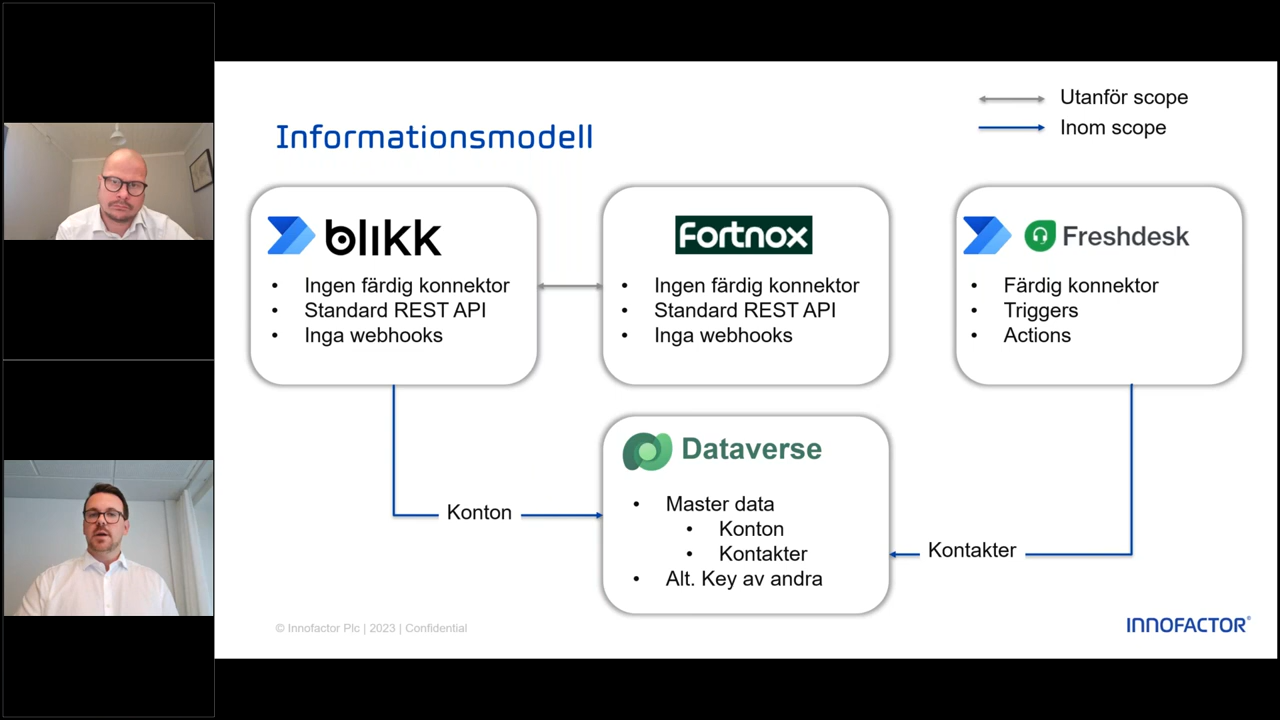 Utanför scope
Inom scope
Informationsmodell
blikk
• Ingen färdig konnektor
• Standard REST API
• Inga webhooks
Fortnox
• Ingen färdig konnektor
• Standard REST API
• Inga webhooks
Freshdesk
• Färdig konnektor
• Triggers
• Actions
Dataverse
• Master data
• Konton
• Kontakter
• Alt. Key av andra
Konton
Kontakter
© Innofactor Plc | 2023 | Confidential
INNOFACTOR®